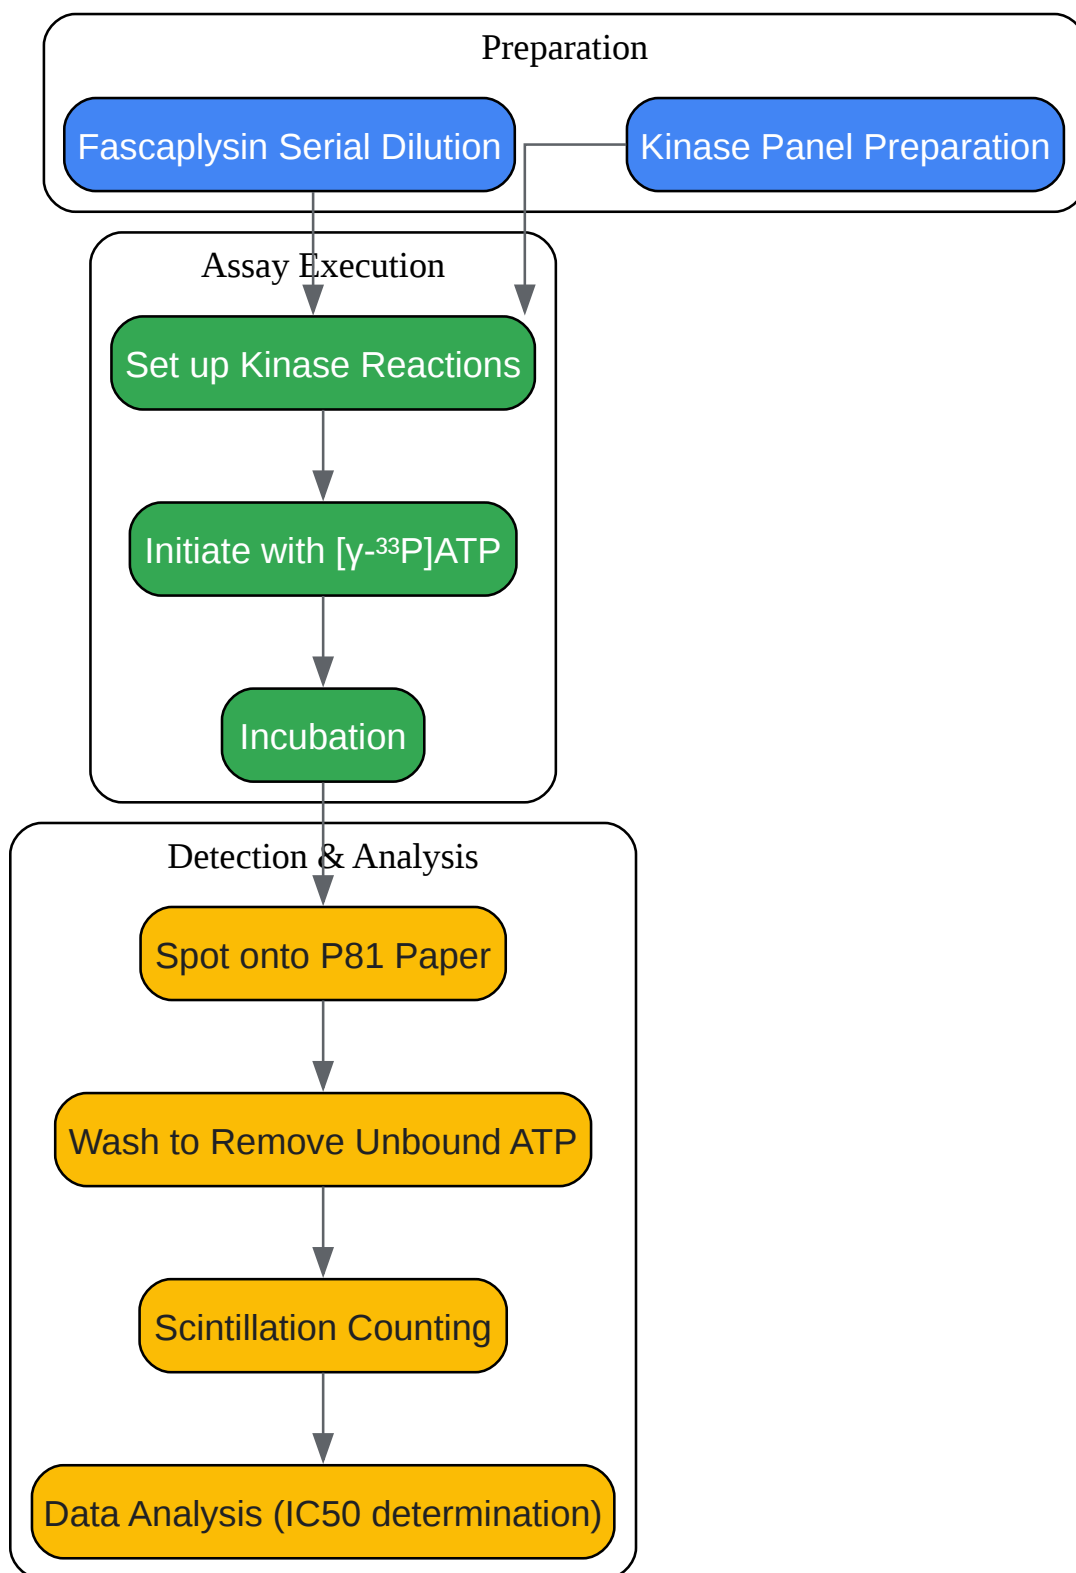 Preparation
Fascaplysin Serial Dilution
Kinase Panel Preparation
Assay Execution
Set up Kinase Reactions
Initiate with [γ-³³P]ATP
Incubation
Detection & Analysis
Spot onto P81 Paper
Wash to Remove Unbound ATP
Scintillation Counting
Data Analysis (IC50 determination)